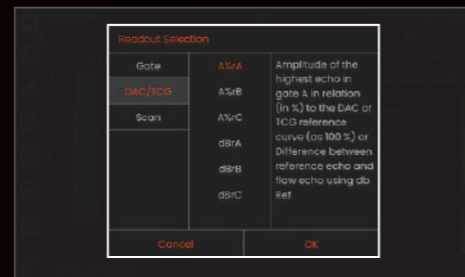 Readout Selection
Gate
DAC/TCG
Scan
A%rA
A%rB
A%rC
dBrA
dBrB
dBrC
Amplitude of the
highest echo in
gate A in relation
(in %) to the DAC or
TCG reference
curve (as 100 %) or
Difference between
reference echo and
flaw echo using db
Ref
Cancel
OK